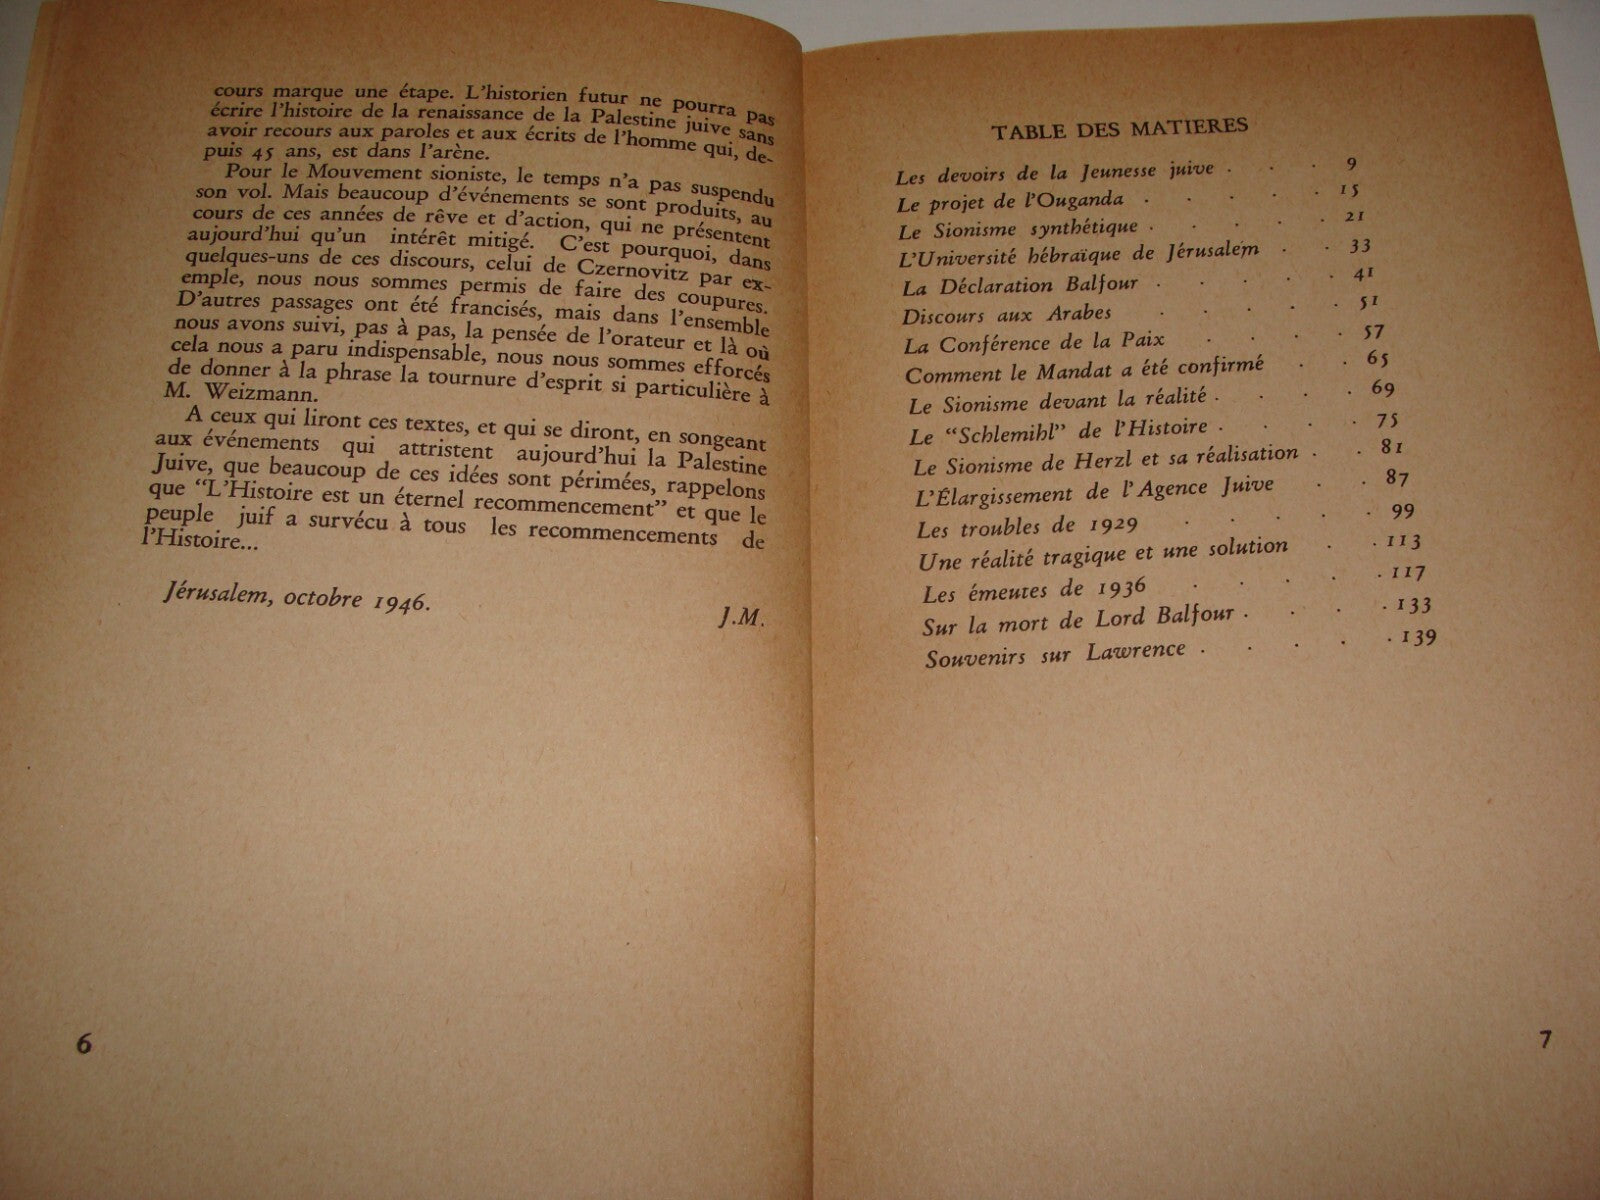 cours marque une étape. L'historien futur ne pourra pas
écrire l'histoire de la renaissance de la Palestine juive sans
avoir recours aux paroles et aux écrits de l'homme qui, de-
puis 45 ans, est dans l'arène.
Pour le Mouvement sioniste, le temps n'a pas suspendu
son vol. Mais beaucoup d'événements se sont produits, au
cours de ces années de rêve et d'action, qui ne présentent
aujourd'hui qu'un intérêt mitigé. C'est pourquoi, dans
quelques-uns de ces discours, celui de Czernovitz par ex-
emple, nous nous sommes permis de faire des coupures.
D'autres passages ont été francisés, mais dans l'ensemble
nous avons suivi, pas à pas, la pensée de l'orateur et là où
cela nous a paru indispensable, nous nous sommes efforcés
de donner à la phrase la tournure d'esprit si particulière à
M. Weizmann.
A ceux qui liront ces textes, et qui se diront, en songeant
aux événements qui attristent aujourd'hui la Palestine
Juive, que beaucoup de ces idées sont périmées, rappelons
que "L'Histoire est un éternel recommencement" et que le
peuple juif a survécu à tous les recommencements de
l'Histoire...
Jérusalem, octobre 1946.
J.M.
6
TABLE DES MATIERES
Les devoirs de la Jeunesse juive . . . 9
Le projet de l'Ouganda . . . . . 15
Le Sionisme synthétique . . . . . 21
L'Université hébraïque de Jérusalem . . 33
La Déclaration Balfour . . . . . 41
Discours aux Arabes . . . . . 51
La Conférence de la Paix . . . . 57
Comment le Mandat a été confirmé . . 65
Le Sionisme devant la réalité . . . . 69
Le "Schlemihl" de l'Histoire . . . . 75
Le Sionisme de Herzl et sa réalisation . . 81
L'Élargissement de l'Agence Juive . . 87
Les troubles de 1929 . . . . . 99
Une réalité tragique et une solution . . 113
Les émeutes de 1936 . . . . . 117
Sur la mort de Lord Balfour . . . . 133
Souvenirs sur Lawrence . . . . . 139
7